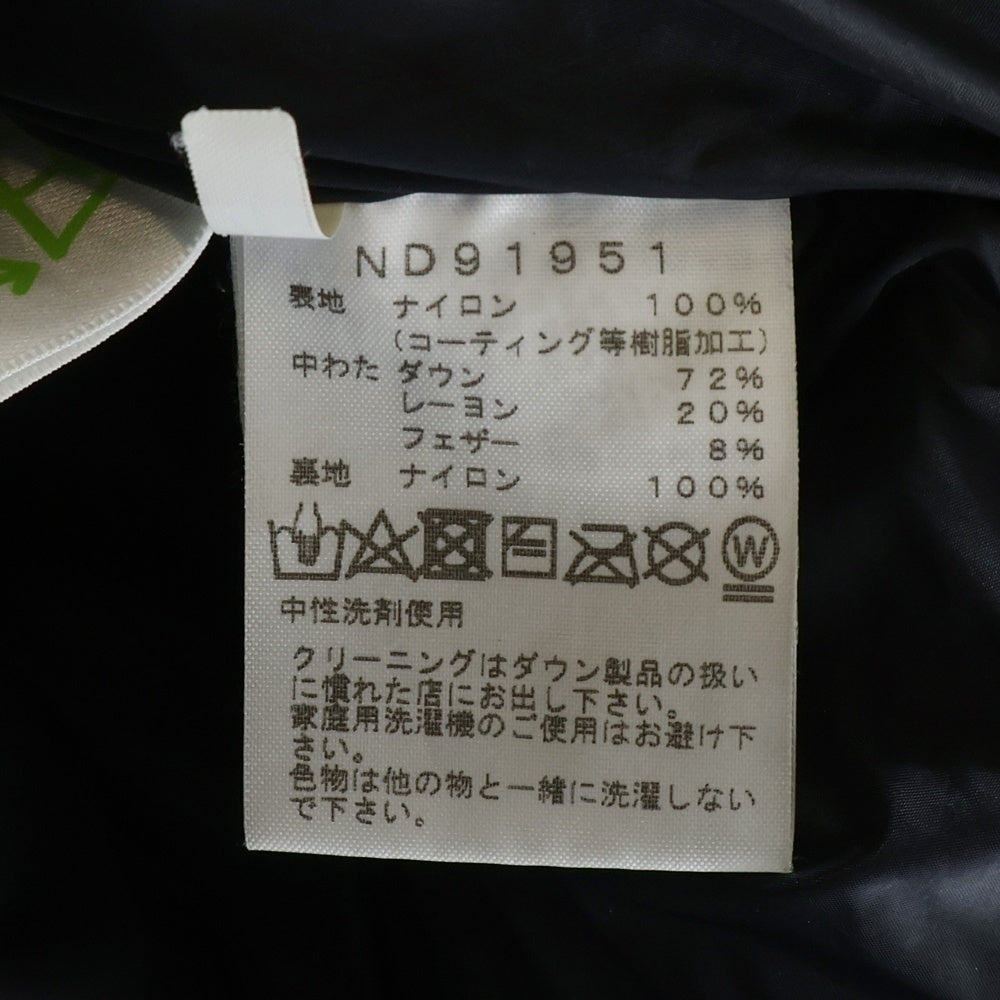 ND91951
表地 ナイロン 100%
(コーティング等樹脂加工)
中わた ダウン 72%
レーヨン 20%
フェザー 8%
裏地 ナイロン 100%
W
中性洗剤使用
クリーニングはダウン製品の扱い
に慣れた店にお出し下さい。
家庭用洗濯機のご使用はお避け下
さい。
色物は他の物と一緒に洗濯しない
で下さい。